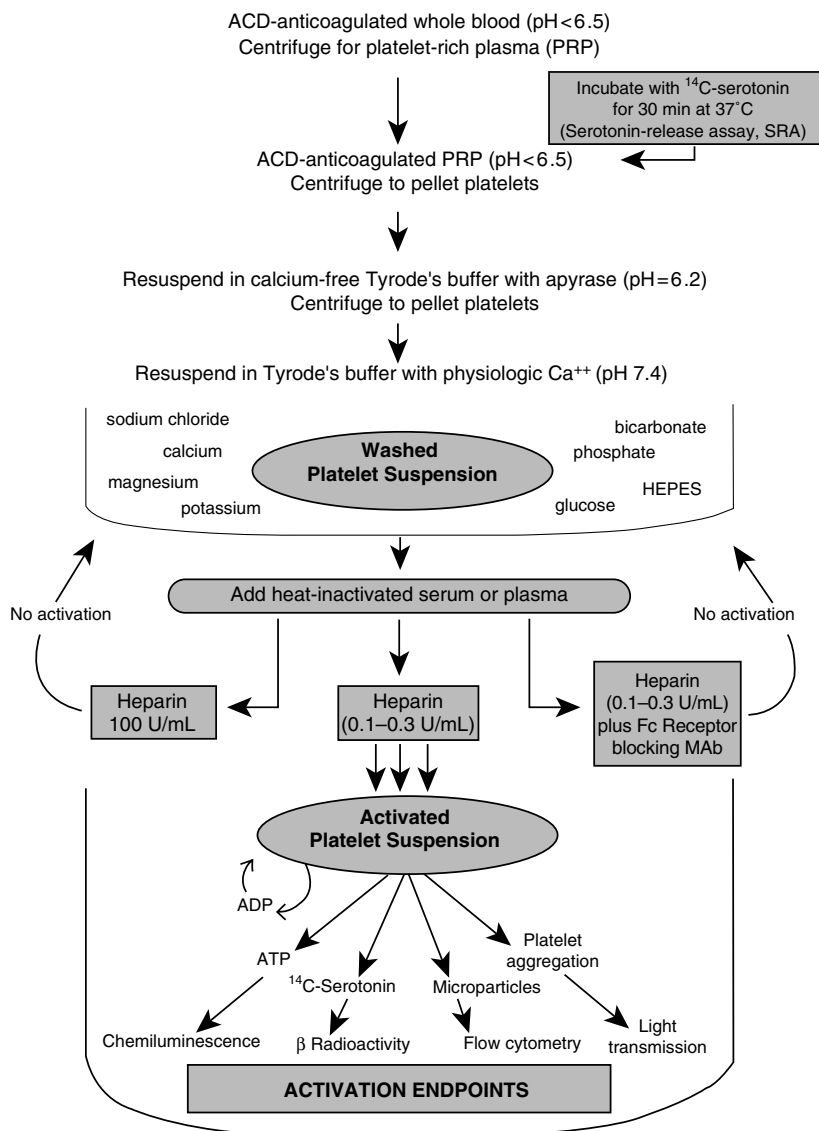 ACD-anticoagulated whole blood (pH<6.5)
Centrifuge for platelet-rich plasma (PRP)
Incubate with ¹⁴C-serotonin
for 30 min at 37˚C
(Serotonin-release assay, SRA)
ACD-anticoagulated PRP (pH<6.5)
Centrifuge to pellet platelets
Resuspend in calcium-free Tyrode's buffer with apyrase (pH=6.2)
Centrifuge to pellet platelets
Resuspend in Tyrode's buffer with physiologic Ca⁺⁺ (pH 7.4)
sodium chloride
calcium
magnesium
potassium
Washed
Platelet Suspension
bicarbonate
phosphate
HEPES
glucose
Add heat-inactivated serum or plasma
No activation
No activation
Heparin
100 U/mL
Heparin
(0.1–0.3 U/mL)
Heparin
(0.1–0.3 U/mL)
plus Fc Receptor
blocking MAb
Activated
Platelet Suspension
ADP
ATP
¹⁴C-Serotonin
Microparticles
Platelet
aggregation
Chemiluminescence
β Radioactivity
Flow cytometry
Light
transmission
ACTIVATION ENDPOINTS